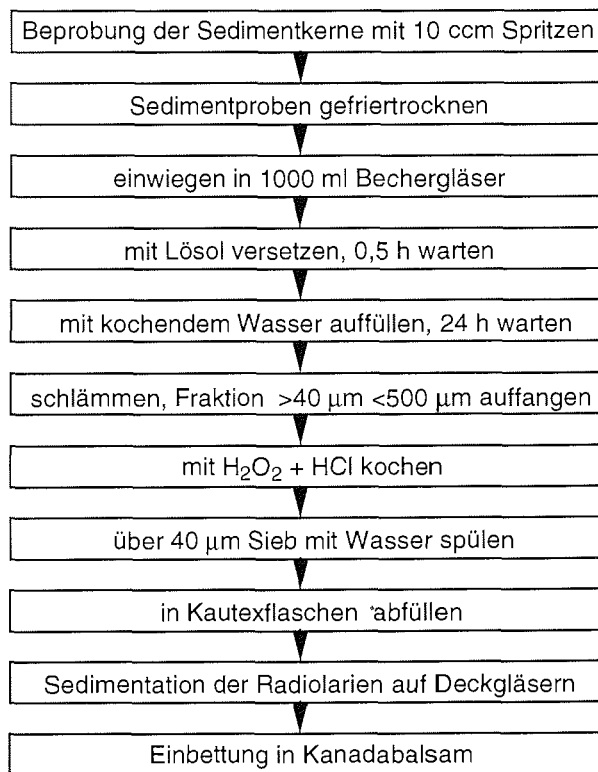 Beprobung der Sedimentkerne mit 10 ccm Spritzen
Sedimentproben gefriertrocknen
einwiegen in 1000 ml Bechergläser
mit Lösol versetzen, 0,5 h warten
mit kochendem Wasser auffüllen, 24 h warten
schlämmen, Fraktion >40 µm <500 µm auffangen
mit H₂O₂ + HCl kochen
über 40 µm Sieb mit Wasser spülen
in Kautexflaschen abfüllen
Sedimentation der Radiolarien auf Deckgläsern
Einbettung in Kanadabalsam